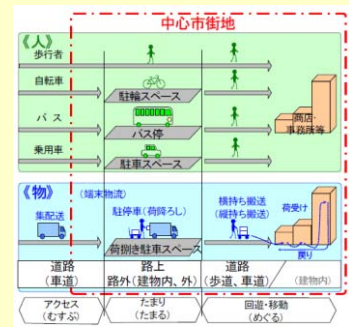 中心市街地
《人》
歩行者
自転車
駐輪スペース
バス
バス停
商店・
事務所等
乗用車
駐車スペース
《物》
(端末物流)
集配送
駐停車(荷降ろし)
横持ち搬送
(縦持ち搬送)
荷受け
荷捌き駐車スペース
戻り
道路
(車道)
路上
路外(建物内、外)
道路
(歩道、車道)
(建物内)
アクセス
(むすぶ)
たまり
(たまる)
回遊・移動
(めぐる)